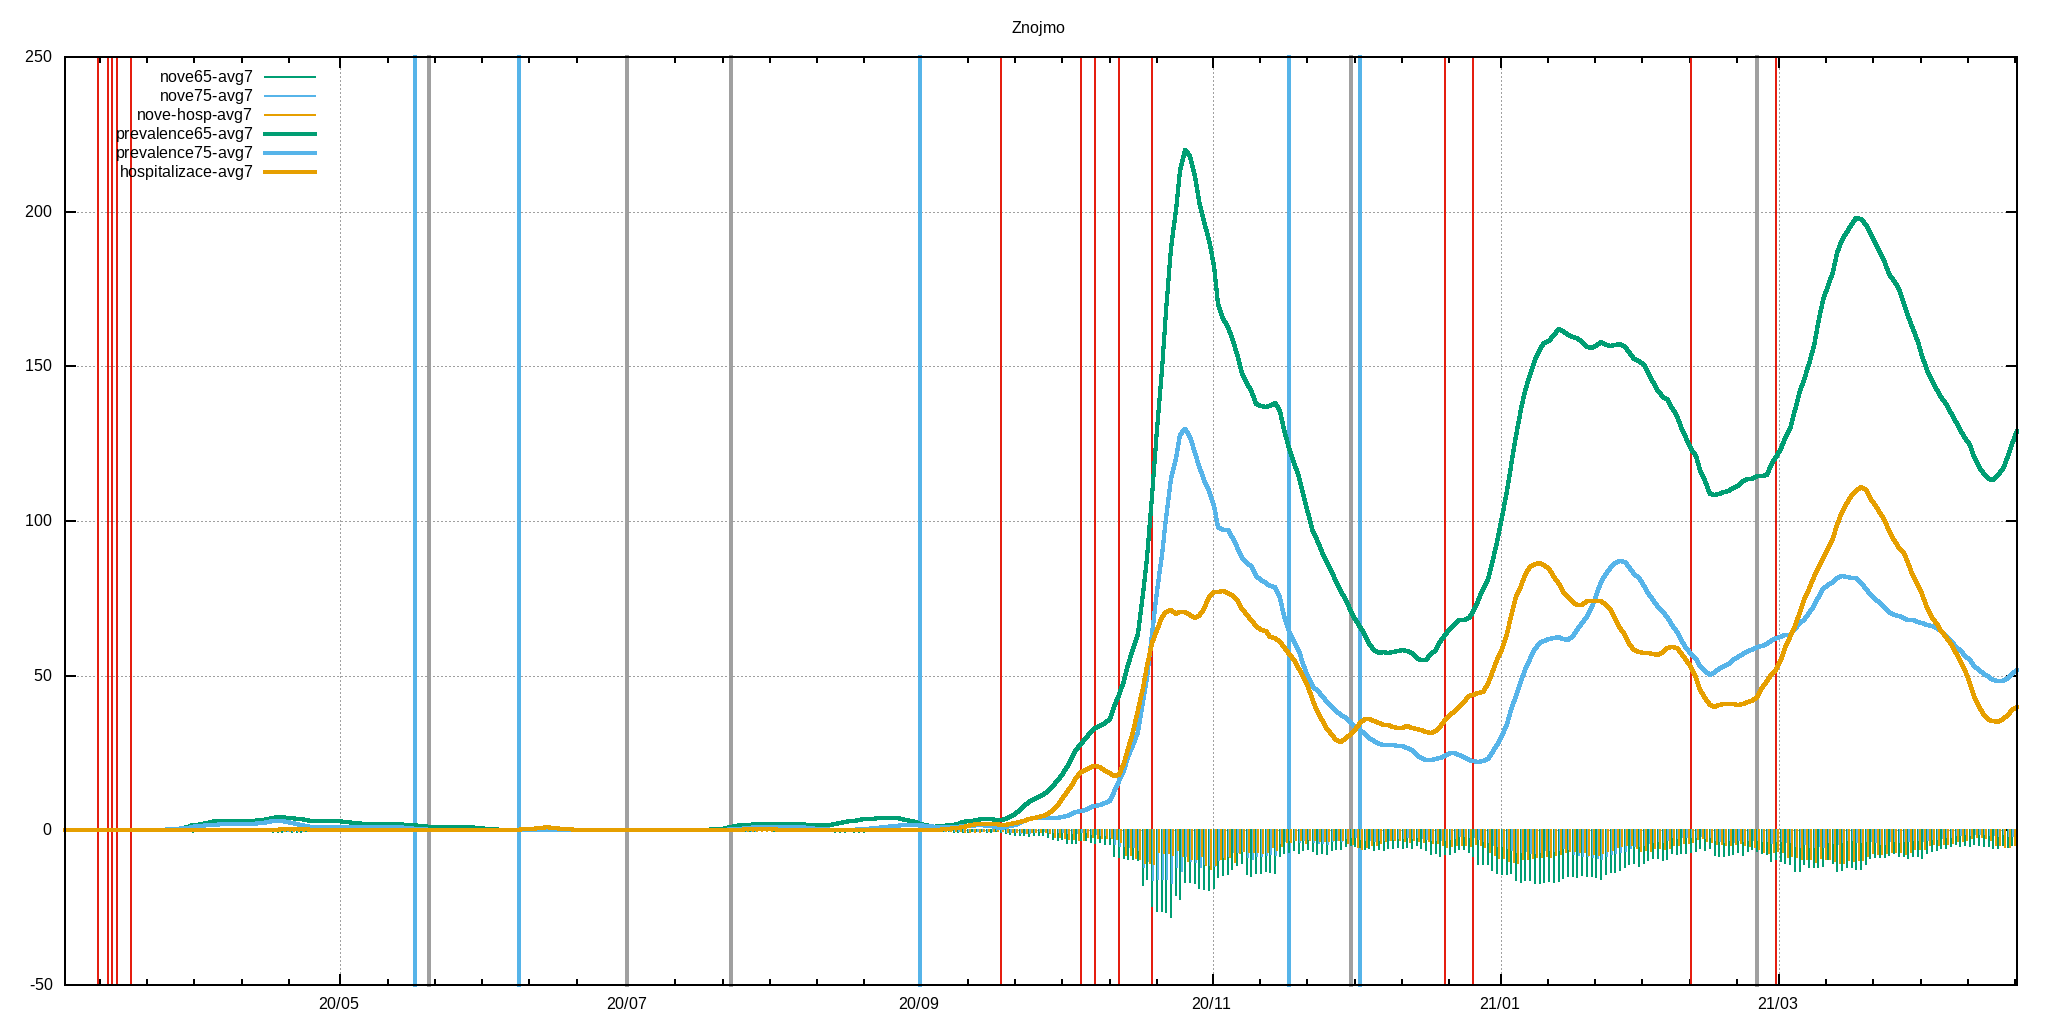 Znojmo
250
200
150
100
50
0
-50
nove65-avg7
nove75-avg7
nove-hosp-avg7
prevalence65-avg7
prevalence75-avg7
hospitalizace-avg7
20/05
20/07
20/09
20/11
21/01
21/03